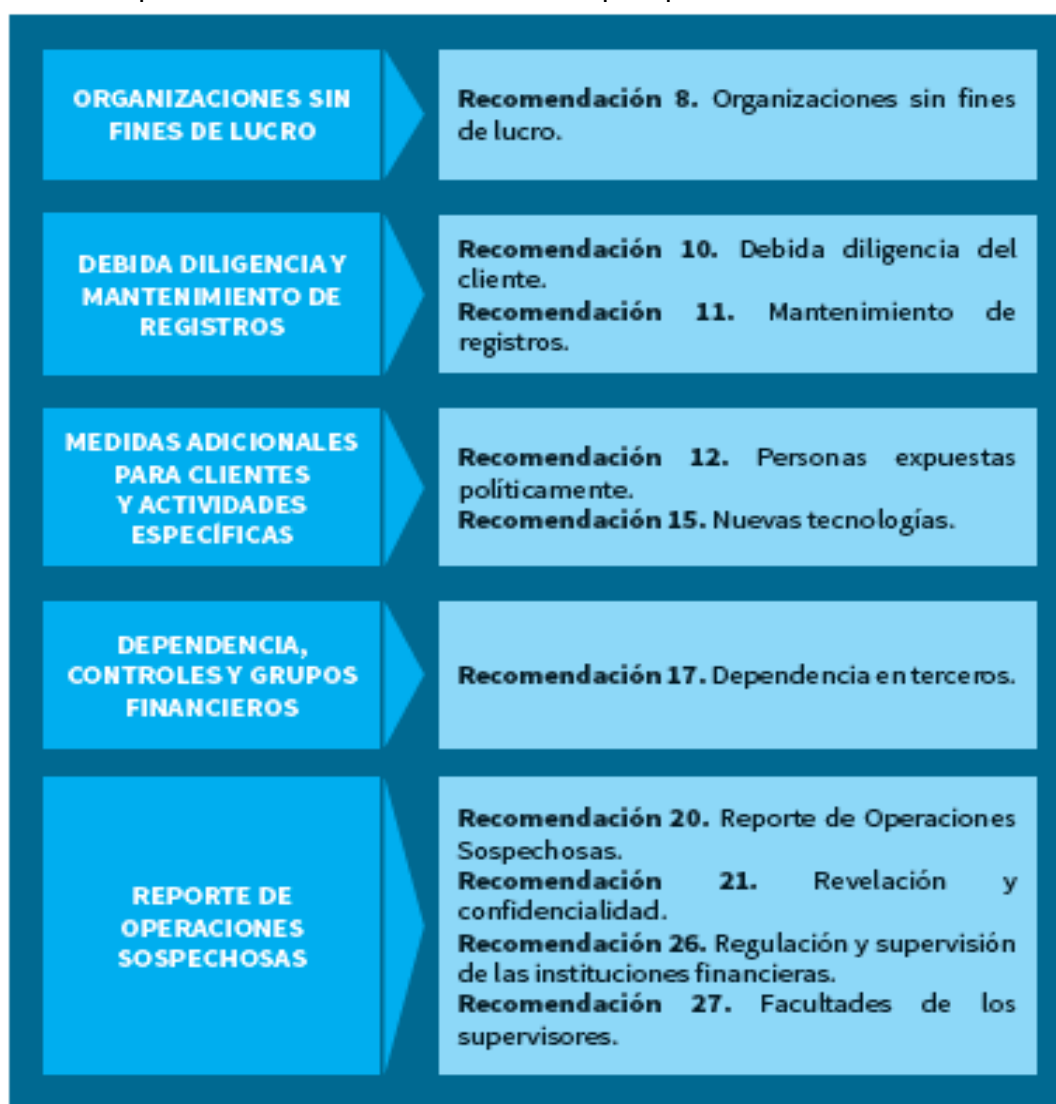 ORGANIZACIONES SIN
FINES DE LUCRO
Recomendación 8. Organizaciones sin fines
de lucro.
DEBIDA DILIGENCIA Y
MANTENIMIENTO DE
REGISTROS
Recomendación 10. Debida diligencia del
cliente.
Recomendación 11. Mantenimiento de
registros.
MEDIDAS ADICIONALES
PARA CLIENTES
Y ACTIVIDADES
ESPECÍFICAS
Recomendación 12. Personas expuestas
políticamente.
Recomendación 15. Nuevas tecnologías.
DEPENDENCIA,
CONTROLES Y GRUPOS
FINANCIEROS
Recomendación 17. Dependencia en terceros.
REPORTE DE
OPERACIONES
SOSPECHOSAS
Recomendación 20. Reporte de Operaciones
Sospechosas.
Recomendación 21. Revelación y
confidencialidad.
Recomendación 26. Regulación y supervisión
de las instituciones financieras.
Recomendación 27. Facultades de los
supervisores.